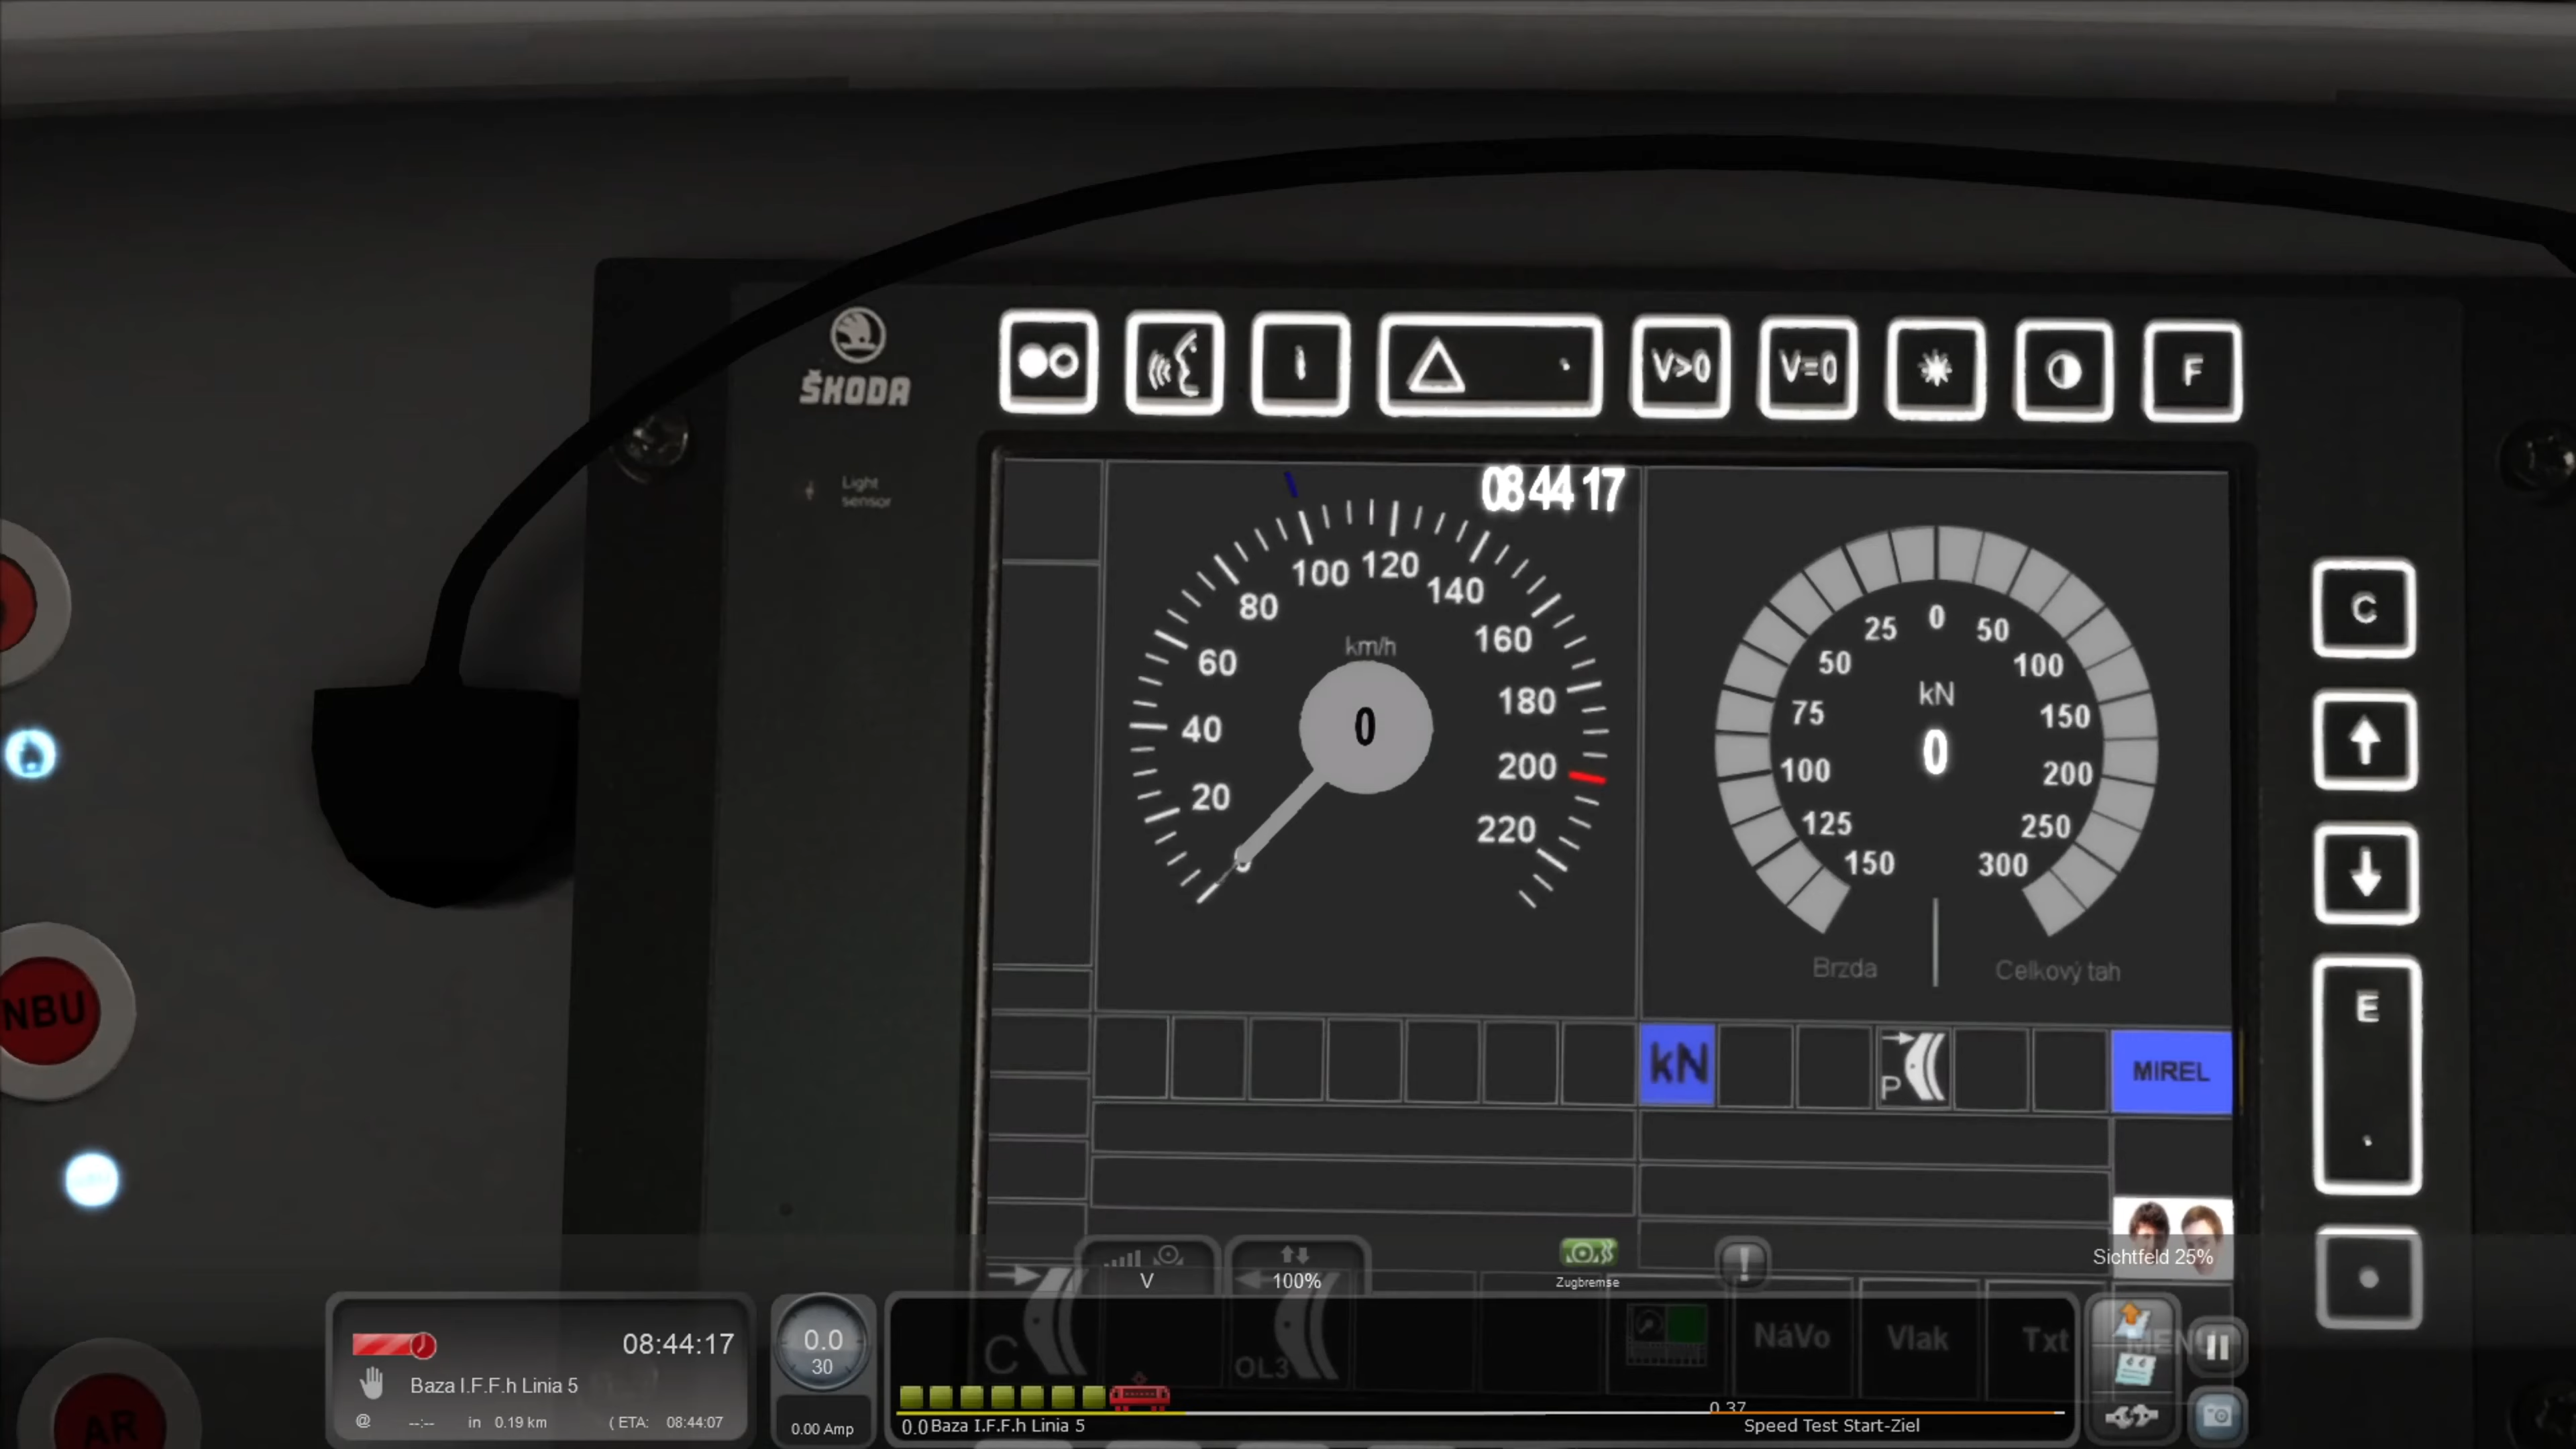 ŠKODA
V>0
V=0
F
Light
sensor
08 44 17
0
20
40
60
80
100
120
140
160
180
200
220
km/h
0
150
125
100
75
50
25
0
50
100
150
200
250
300
kN
0
Brzda
Celkový tah
C
E
NBU
AR
kN
P
MIREL
C
OL3
NáVo
Vlak
Txt
Sichtfeld 25%
V
100%
Zugbremse
!
08:44:17
Baza I.F.F.h Linia 5
@ --:-- in 0.19 km ( ETA: 08:44:07
0.0
30
0.00 Amp
0.37
0.0 Baza I.F.F.h Linia 5
Speed Test Start-Ziel